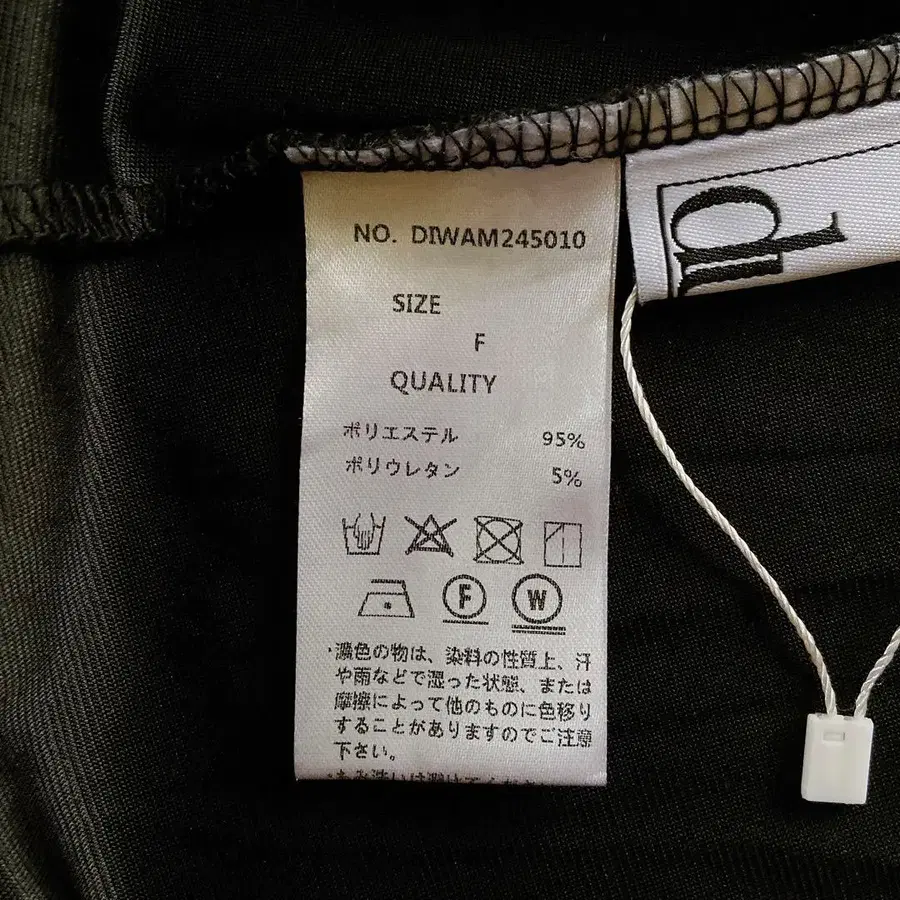 NO. DIWAM245010
SIZE
F
QUALITY
ポリエステル 95%
ポリウレタン 5%
F
W
・濃色の物は、染料の性質上、汗
や雨などで湿った状態、または
摩擦によって他のものに色移り
することがありますのでご注意
下さい。